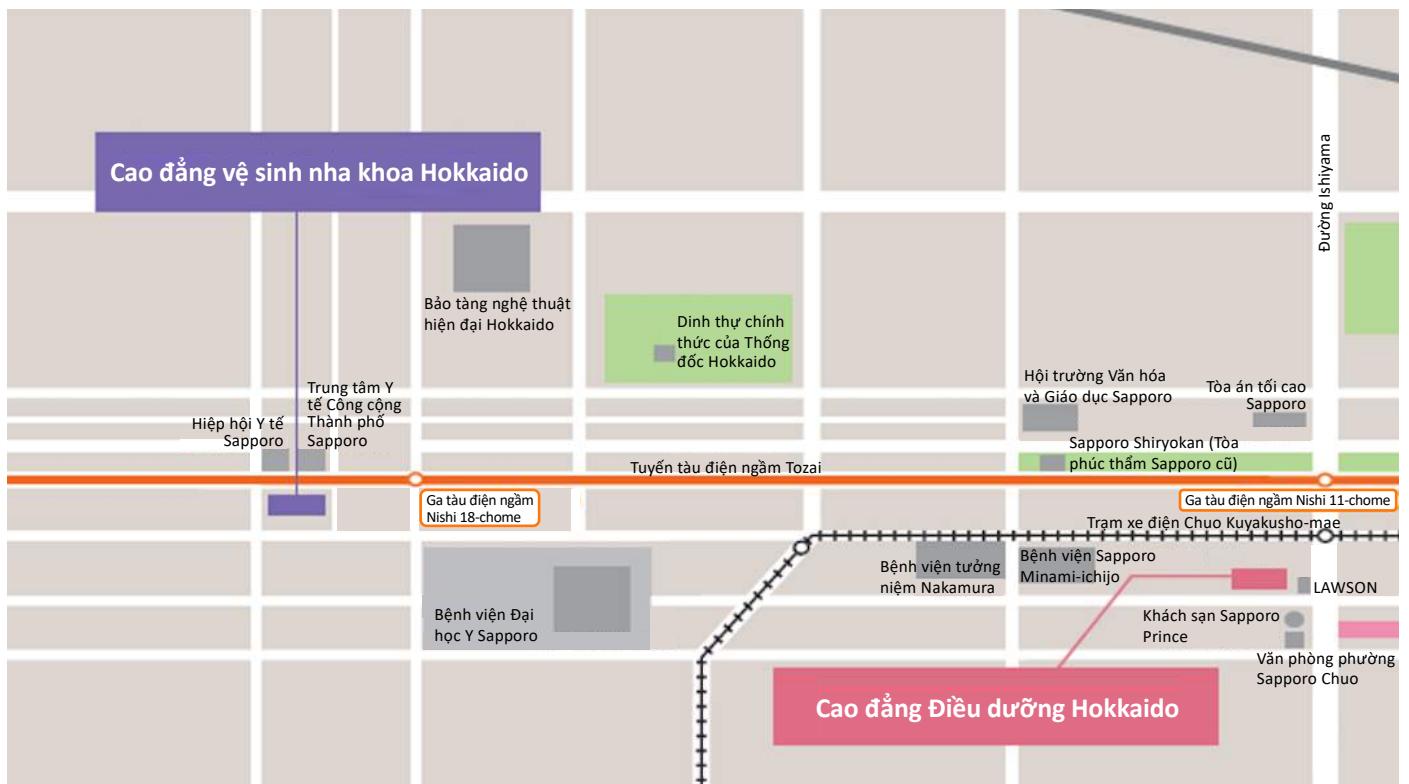 Đường Ishiyama
Cao đẳng vệ sinh nha khoa Hokkaido
Bảo tàng nghệ thuật
hiện đại Hokkaido
Dinh thự chính
thức của Thống
đốc Hokkaido
Trung tâm Y
tế Công cộng
Thành phố
Sapporo
Hiệp hội Y tế
Sapporo
Hội trường Văn hóa
và Giáo dục Sapporo
Tòa án tối cao
Sapporo
Sapporo Shiryokan (Tòa
phúc thẩm Sapporo cũ)
Tuyến tàu điện ngầm Tozai
Ga tàu điện ngầm
Nishi 18-chome
Ga tàu điện ngầm Nishi 11-chome
Trạm xe điện Chuo Kuyakusho-mae
Bệnh viện tưởng
niệm Nakamura
Bệnh viện Sapporo
Minami-ichijo
LAWSON
Bệnh viện Đại
học Y Sapporo
Khách sạn Sapporo
Prince
Văn phòng phường
Sapporo Chuo
Cao đẳng Điều dưỡng Hokkaido